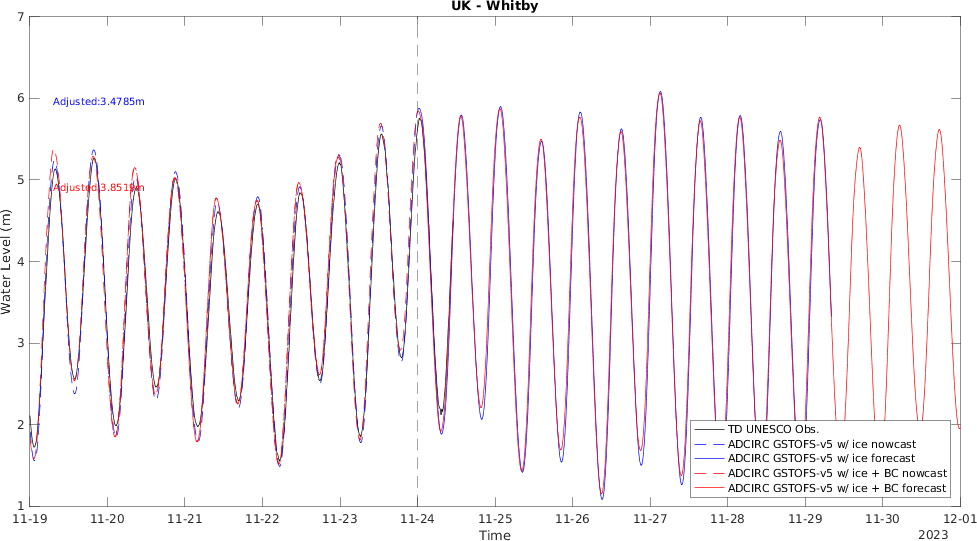 UK - Whitby
7
6
5
4
3
2
1
Water Level (m)
Adjusted:3.4785m
Adjusted:3.8519m
TD UNESCO Obs.
ADCIRC GSTOFS-v5 w/ ice nowcast
ADCIRC GSTOFS-v5 w/ ice forecast
ADCIRC GSTOFS-v5 w/ ice + BC nowcast
ADCIRC GSTOFS-v5 w/ ice + BC forecast
11-19 11-20 11-21 11-22 11-23 11-24 11-25 11-26 11-27 11-28 11-29 11-30 12-01
Time
2023